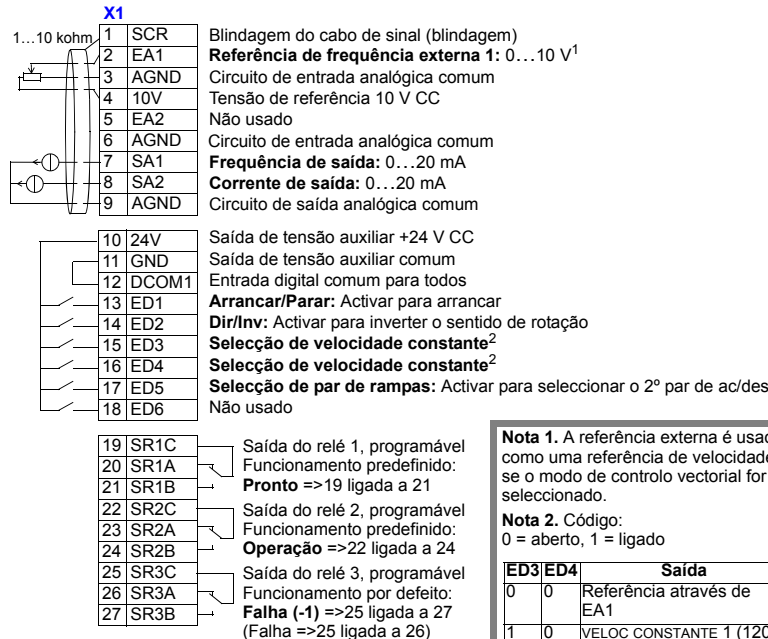 X1
1…10 kohm
1 SCR Blindagem do cabo de sinal (blindagem)
2 EA1 Referência de frequência externa 1: 0…10 V1
3 AGND Circuito de entrada analógica comum
4 10V Tensão de referência 10 V CC
5 EA2 Não usado
6 AGND Circuito de entrada analógica comum
7 SA1 Frequência de saída: 0…20 mA
8 SA2 Corrente de saída: 0…20 mA
9 AGND Circuito de saída analógica comum
10 24V Saída de tensão auxiliar +24 V CC
11 GND Saída de tensão auxiliar comum
12 DCOM1 Entrada digital comum para todos
13 ED1 Arrancar/Parar: Activar para arrancar
14 ED2 Dir/Inv: Activar para inverter o sentido de rotação
15 ED3 Selecção de velocidade constante2
16 ED4 Selecção de velocidade constante2
17 ED5 Selecção de par de rampas: Activar para seleccionar o 2º par de ac/des
18 ED6 Não usado
19 SR1C Saída do relé 1, programável
20 SR1A Funcionamento predefinido:
21 SR1B Pronto =>19 ligada a 21
22 SR2C Saída do relé 2, programável
23 SR2A Funcionamento predefinido:
24 SR2B Operação =>22 ligada a 24
25 SR3C Saída do relé 3, programável
26 SR3A Funcionamento por defeito:
27 SR3B Falha (-1) =>25 ligada a 27
(Falha =>25 ligada a 26)
Nota 1. A referência externa é usad
como uma referência de velocidade
se o modo de controlo vectorial for
seleccionado.
Nota 2. Código:
0 = aberto, 1 = ligado
ED3 ED4 Saída
0 0 Referência através de
EA1
1 0 VELOC CONSTANTE 1 (120